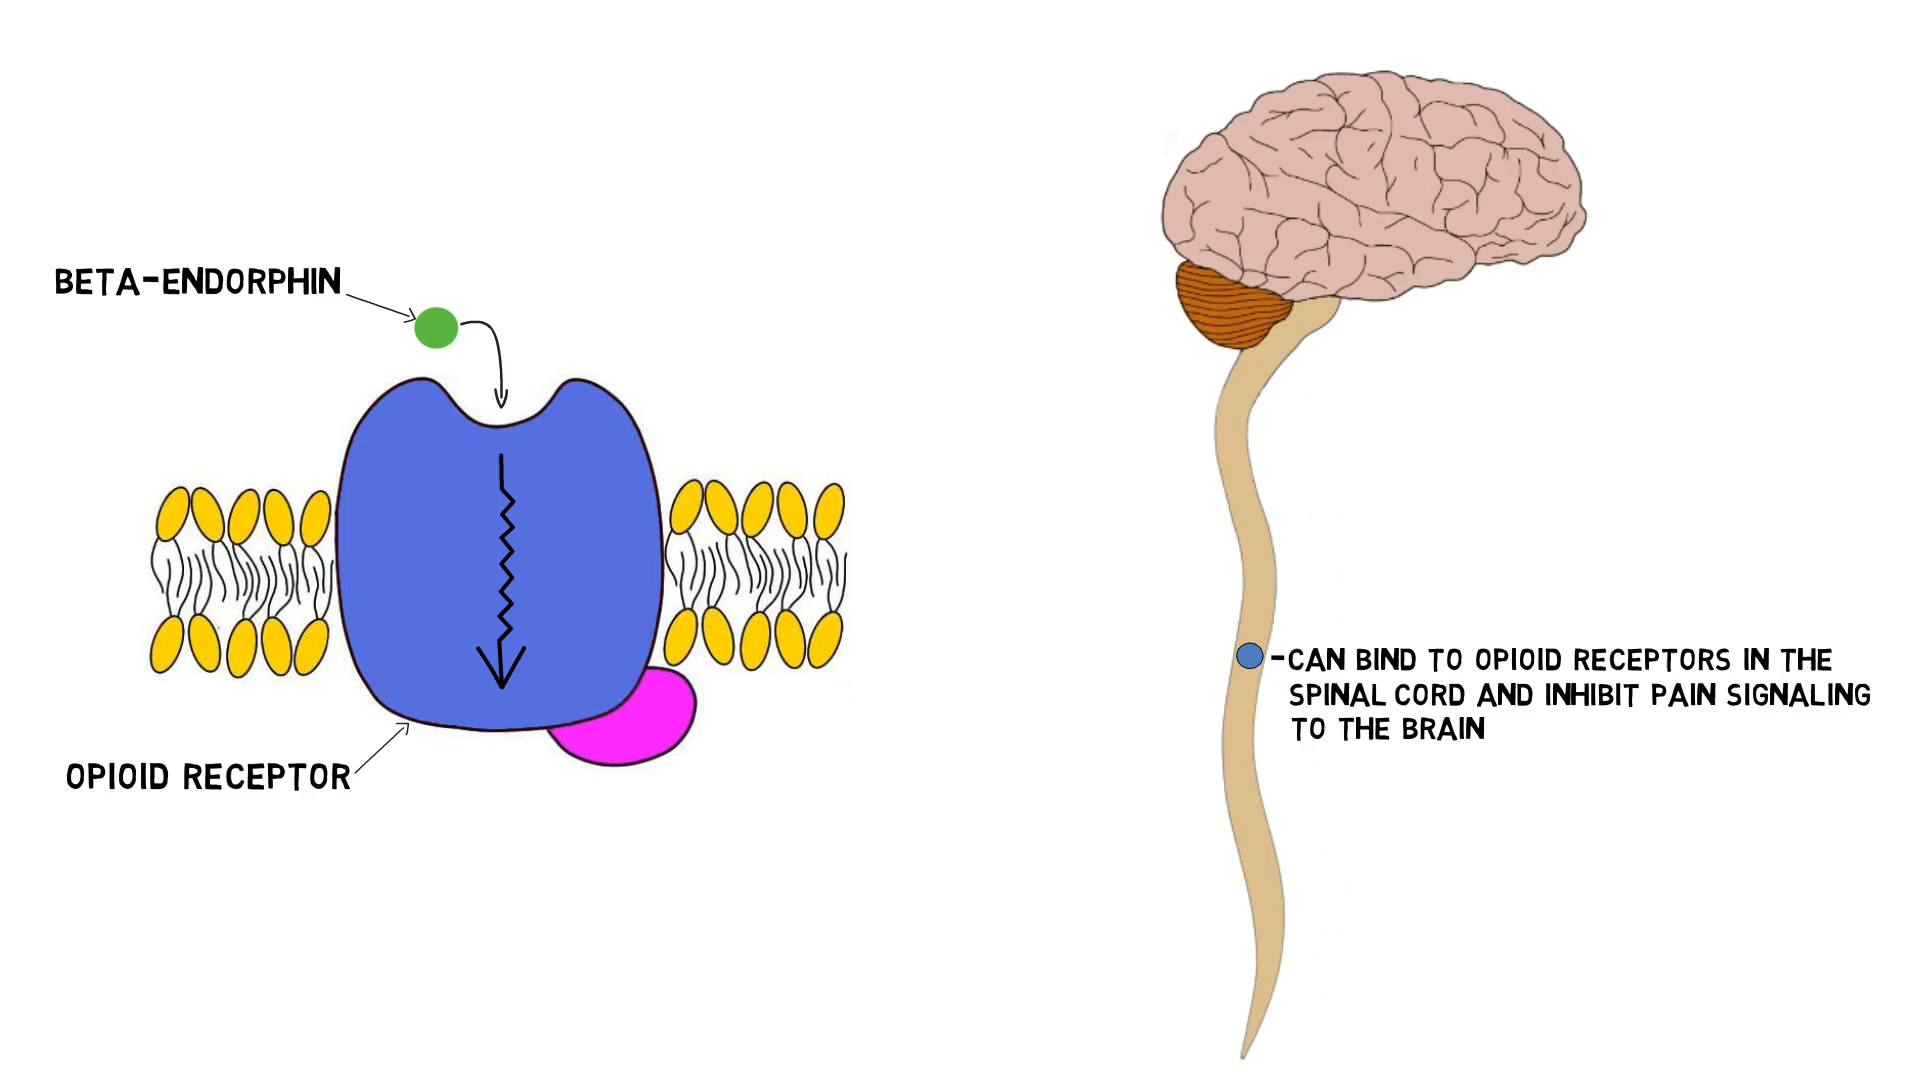 BETA-ENDORPHIN
OPIOID RECEPTOR
-CAN BIND TO OPIOID RECEPTORS IN THE
SPINAL CORD AND INHIBIT PAIN SIGNALING
TO THE BRAIN